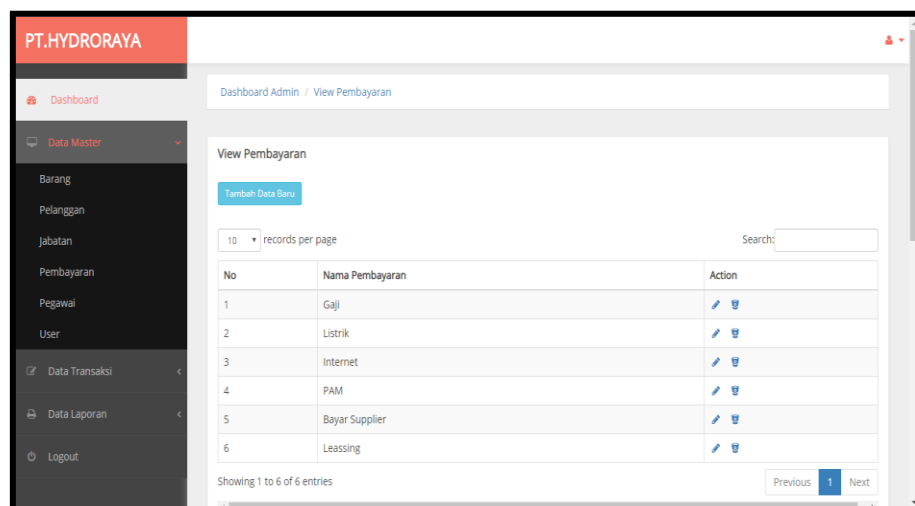 PT.HYDRORAYA
Dashboard
Data Master
Barang
Pelanggan
Jabatan
Pembayaran
Pegawai
User
Data Transaksi
Data Laporan
Logout
Dashboard Admin / View Pembayaran
View Pembayaran
Tambah Data Baru
10 records per page Search:
No Nama Pembayaran Action
1 Gaji
2 Listrik
3 Internet
4 PAM
5 Bayar Supplier
6 Leassing
Showing 1 to 6 of 6 entries Previous 1 Next